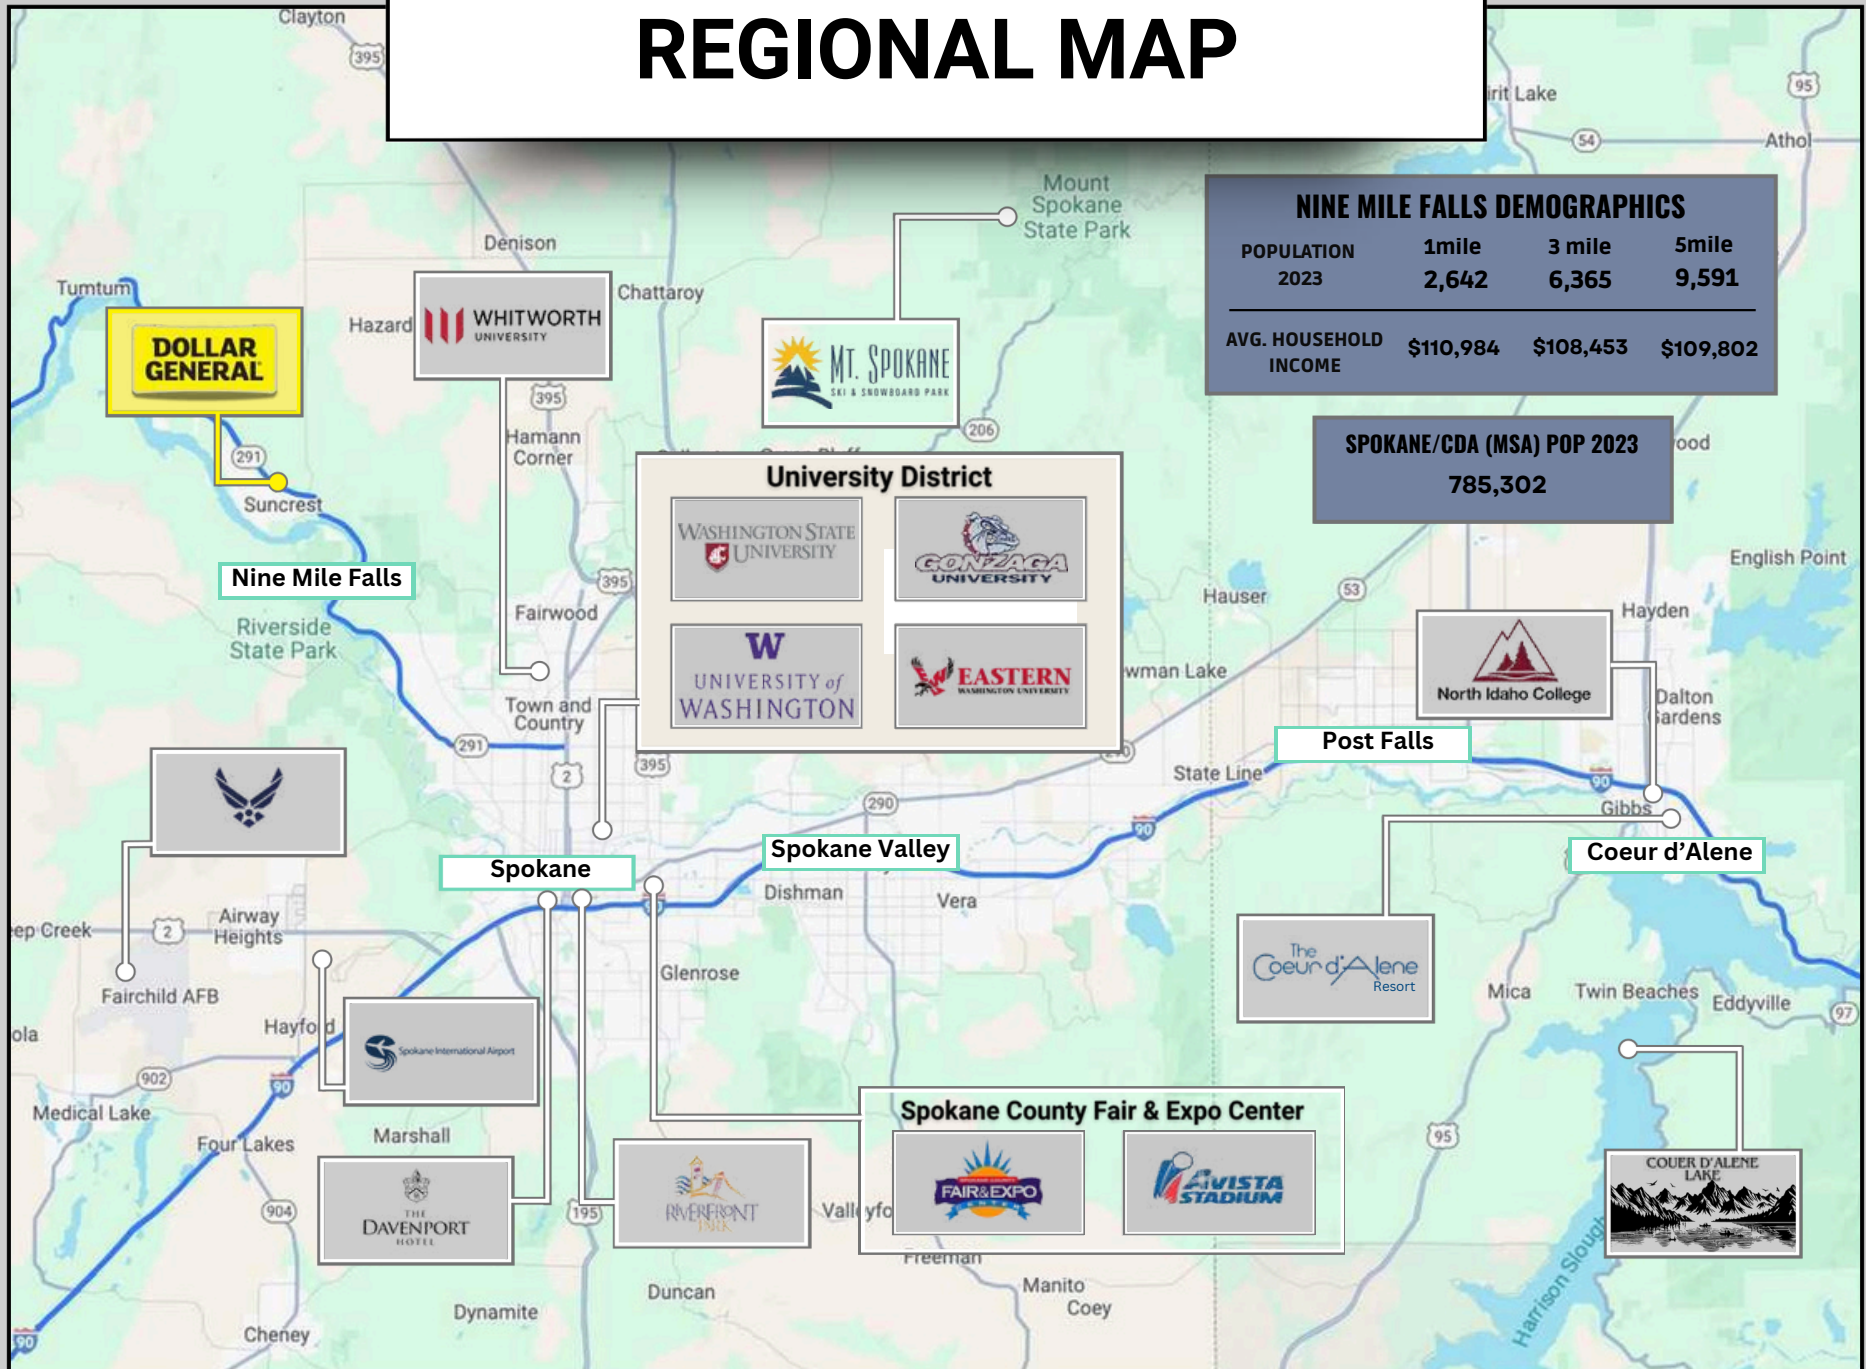 REGIONAL MAP
Clayton
395
irit Lake
95
54
Athol
Mount
Spokane
State Park
NINE MILE FALLS DEMOGRAPHICS
POPULATION
2023
1mile
3 mile
5mile
2,642
6,365
9,591
AVG. HOUSEHOLD
INCOME
$110,984
$108,453
$109,802
SPOKANE/CDA (MSA) POP 2023
785,302
ood
Denison
Tumtum
Chattaroy
Hazard
WHITWORTH
UNIVERSITY
DOLLAR
GENERAL
MT. SPOKANE
SKI & SNOWBOARD PARK
395
206
Hamann
Corner
291
Suncrest
University District
WASHINGTON STATE
UNIVERSITY
GONZAGA
UNIVERSITY
W
UNIVERSITY of
WASHINGTON
EASTERN
WASHINGTON UNIVERSITY
English Point
Nine Mile Falls
395
Hauser
53
Hayden
Fairwood
Riverside
State Park
North Idaho College
wman Lake
Dalton
Gardens
Town and
Country
291
395
2
Post Falls
State Line
90
Gibbs
290
90
Spokane Valley
Coeur d'Alene
Spokane
Dishman
Vera
Airway
Heights
eep Creek
2
Glenrose
Fairchild AFB
The
Coeur d'Alene
Resort
Mica
Twin Beaches
Eddyville
97
ola
Hayford
Spokane International Airport
902
90
Medical Lake
Four Lakes
Marshall
Spokane County Fair & Expo Center
SPOKANE COUNTY
FAIR & EXPO
CENTER
AVISTA
STADIUM
95
COUER D'ALENE
LAKE
THE
DAVENPORT
HOTEL
904
195
RIVERFRONT
PARK
Valleyfo
Freeman
Harrison Slough
Duncan
Manito
Coey
Dynamite
Cheney
90